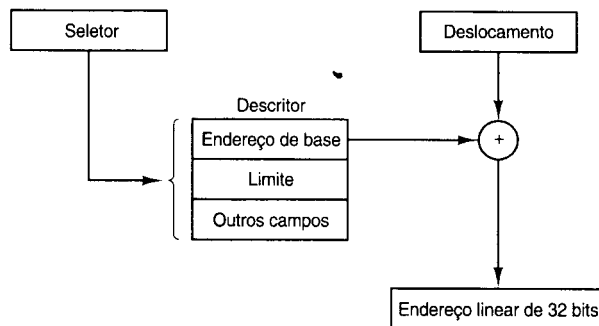 Seletor
Deslocamento
Descritor
Endereço de base
+
Limite
Outros campos
Endereço linear de 32 bits